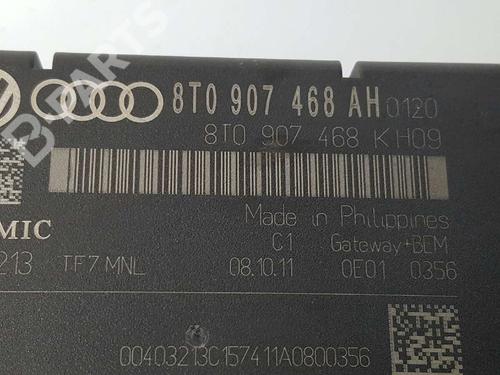 8T0 907 468 AH 0120
8T0 907 468 K H09
Made in Philippines
C1 Gateway+BEM
MIC
213 TF7 MNL 08.10.11 0E01 0356
00403213C157411A0800356
B PARTS